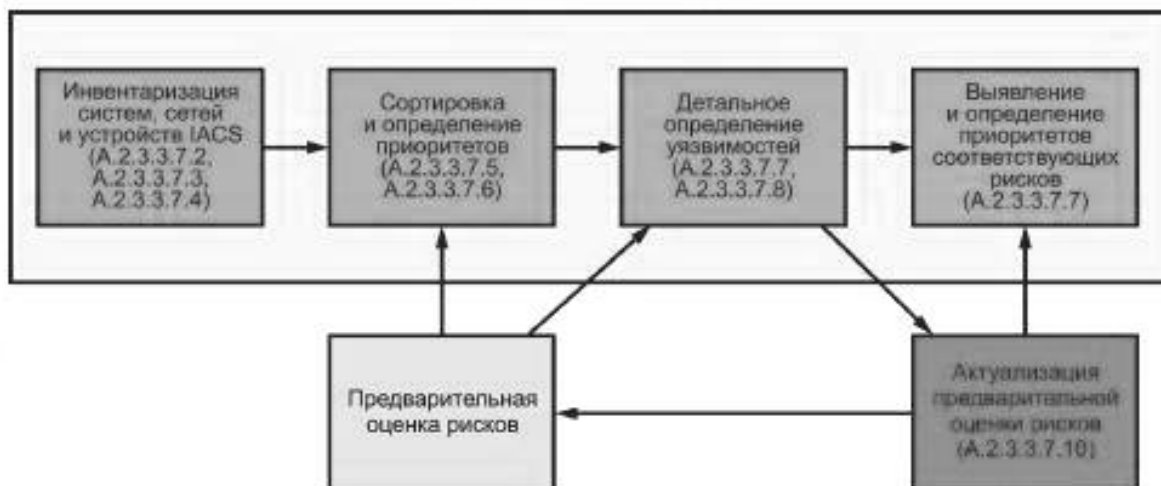 Инвентаризация
систем, сетей
и устройств IACS
(A.2.3.3.7.2,
A.2.3.3.7.3,
A.2.3.3.7.4)
Сортировка
и определение
приоритетов
(A.2.3.3.7.5,
A.2.3.3.7.6)
Детальное
определение
уязвимостей
(A.2.3.3.7.7,
A.2.3.3.7.8)
Выявление
и определение
приоритетов
соответствующих
рисков
(A.2.3.3.7.7)
Предварительная
оценка рисков
Актуализация
предварительной
оценки рисков
(A.2.3.3.7.10)